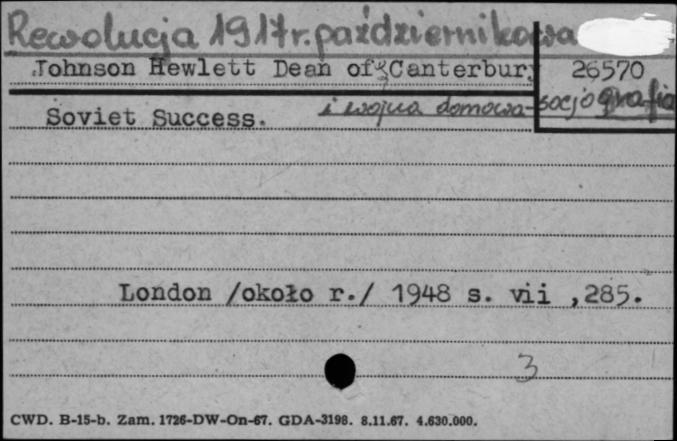 Rewolucja 1917r. październikowa
Johnson Hewlett Dean of Canterbury 26570
Soviet Success. i wojna domowa-socjografia
London /około r./ 1948 s. vii ,285.
3
CWD. B-15-b. Zam. 1726-DW-On-67. GDA-3198. 8.11.67. 4.630.000.